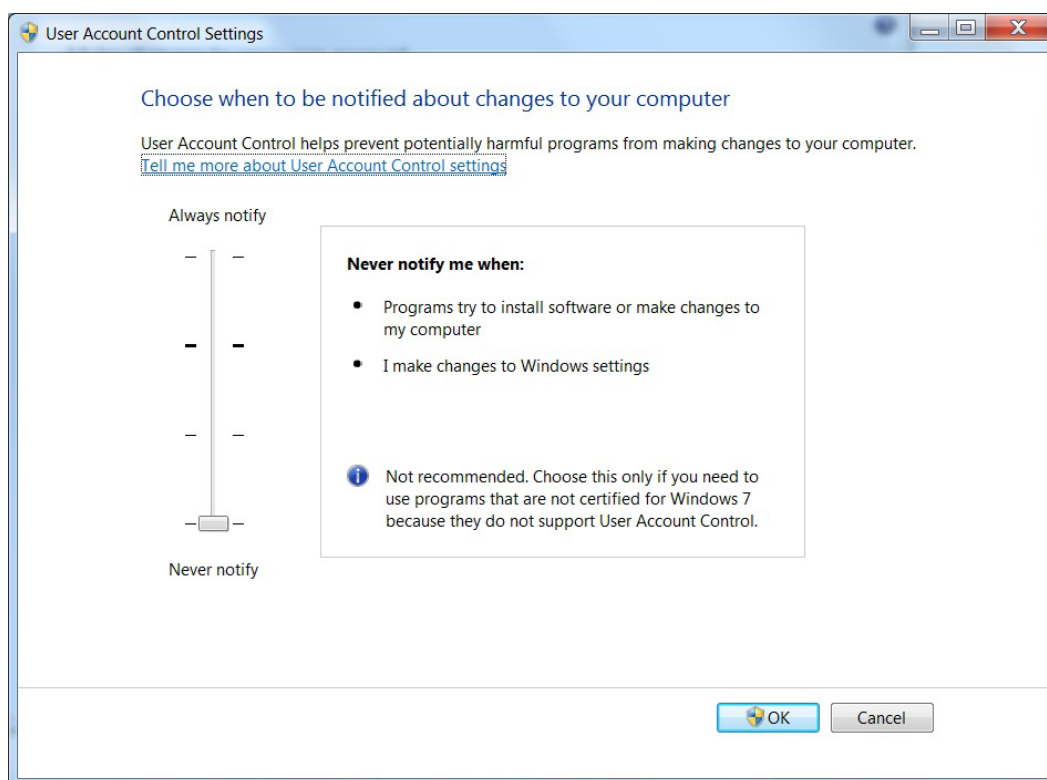 User Account Control Settings
Choose when to be notified about changes to your computer
User Account Control helps prevent potentially harmful programs from making changes to your computer.
Tell me more about User Account Control settings
Always notify
Never notify me when:
• Programs try to install software or make changes to
my computer
• I make changes to Windows settings
Not recommended. Choose this only if you need to
use programs that are not certified for Windows 7
because they do not support User Account Control.
Never notify
OK
Cancel